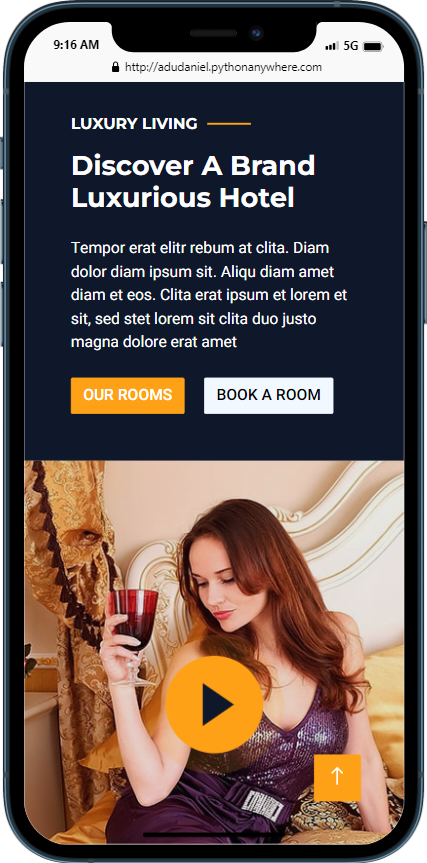 9:16 AM
5G
http://adudaniel.pythonanywhere.com
LUXURY LIVING
Discover A Brand
Luxurious Hotel
Tempor erat elitr rebum at clita. Diam
dolor diam ipsum sit. Aliqu diam amet
diam et eos. Clita erat ipsum et lorem et
sit, sed stet lorem sit clita duo justo
magna dolore erat amet
OUR ROOMS
BOOK A ROOM